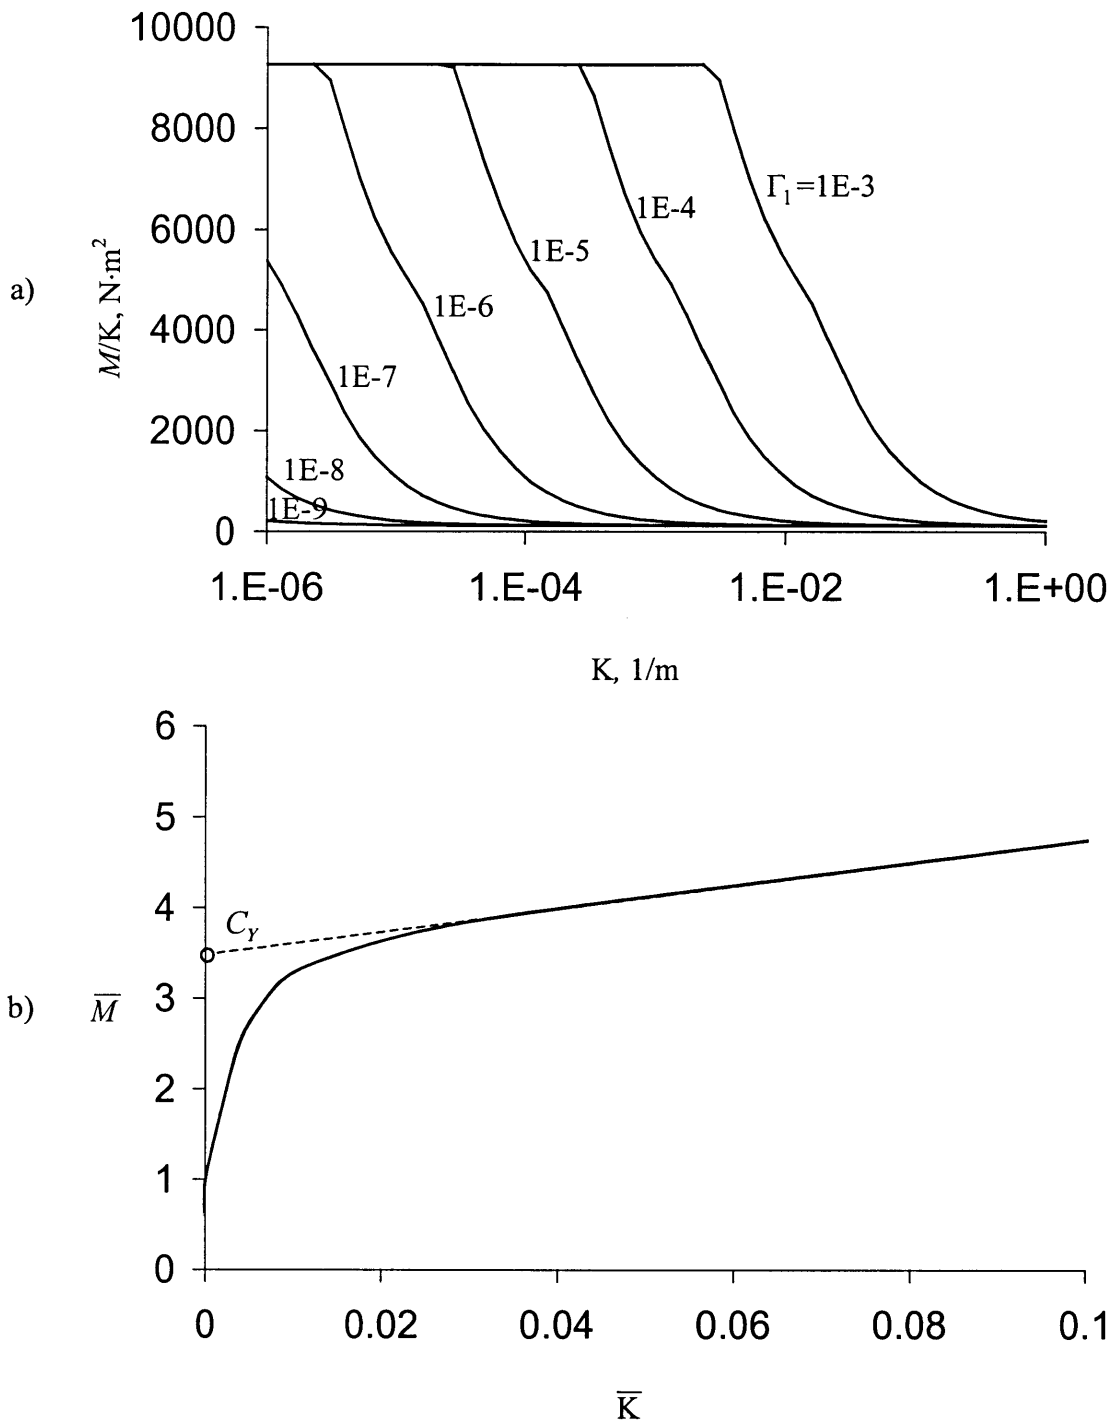 10000
8000
6000
4000
2000
0
a)
M/K, N·m²
Γ₁=1E-3
1E-4
1E-5
1E-6
1E-7
1E-8
1E-9
1.E-06 1.E-04 1.E-02 1.E+00
K, 1/m
6
5
4
3
2
1
0
C_Y
b)
M̅
0 0.02 0.04 0.06 0.08 0.1
K̅